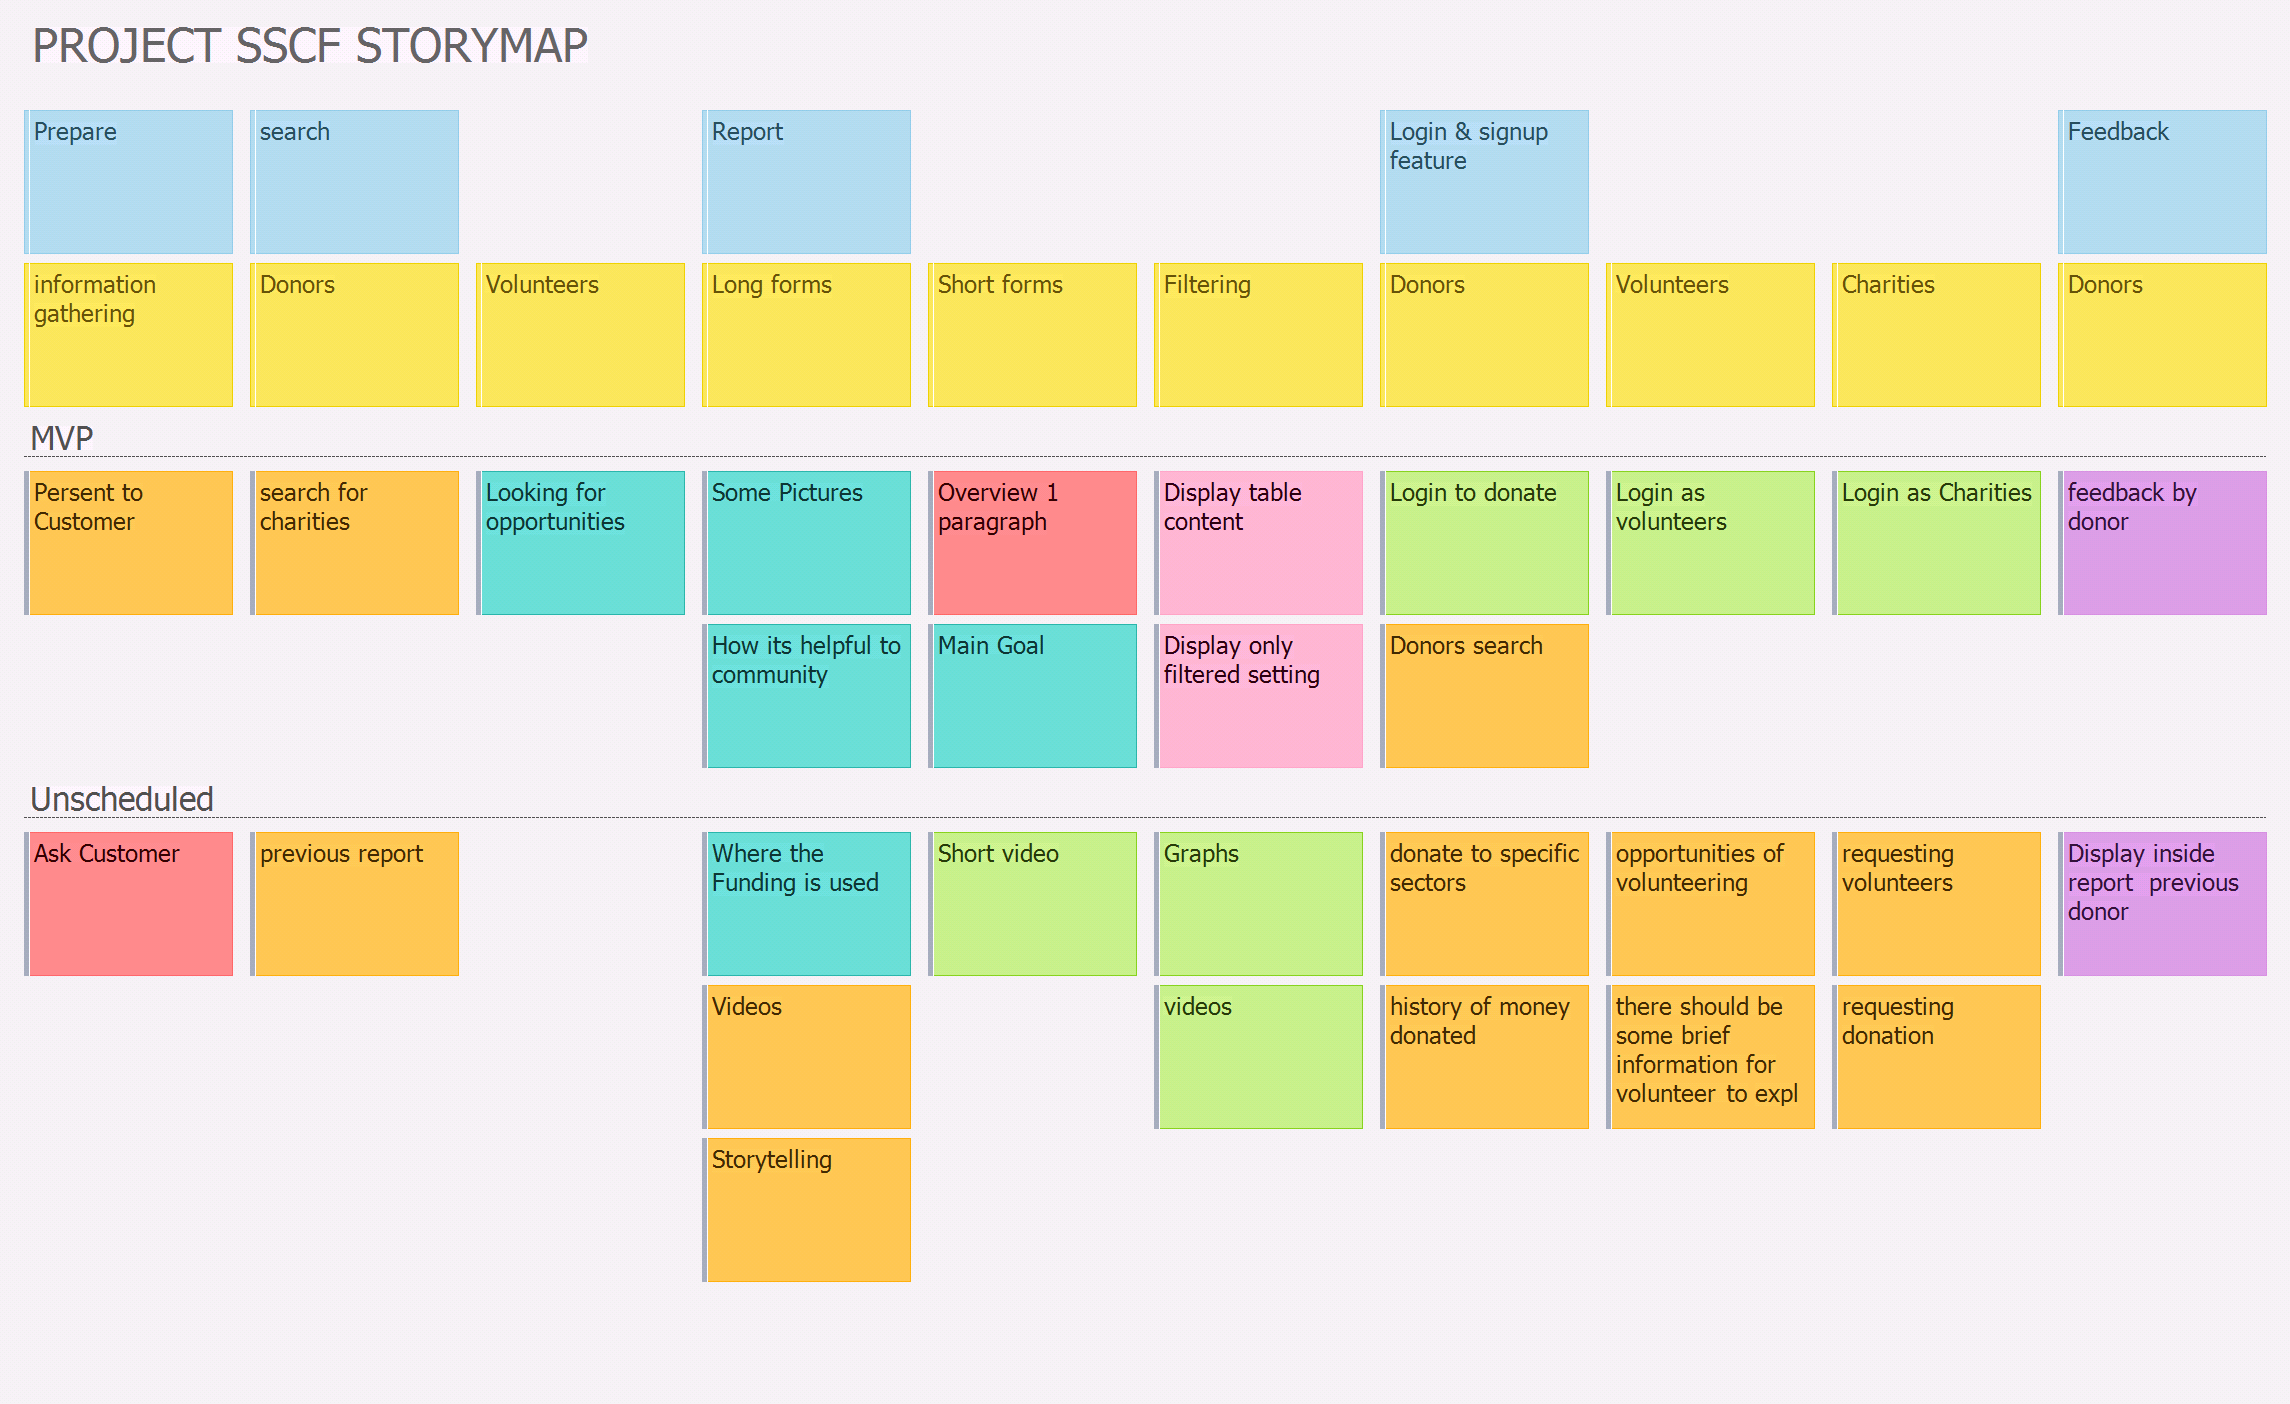 PROJECT SSCF STORYMAP
Prepare
search
Report
Login & signup
feature
Feedback
information
gathering
Donors
Volunteers
Long forms
Short forms
Filtering
Donors
Volunteers
Charities
Donors
MVP
Persent to
Customer
search for
charities
Looking for
opportunities
Some Pictures
Overview 1
paragraph
Display table
content
Login to donate
Login as
volunteers
Login as Charities
feedback by
donor
How its helpful to
community
Main Goal
Display only
filtered setting
Donors search
Unscheduled
Ask Customer
previous report
Where the
Funding is used
Short video
Graphs
donate to specific
sectors
opportunities of
volunteering
requesting
volunteers
Display inside
report  previous
donor
Videos
videos
history of money
donated
there should be
some brief
information for
volunteer to expl
requesting
donation
Storytelling